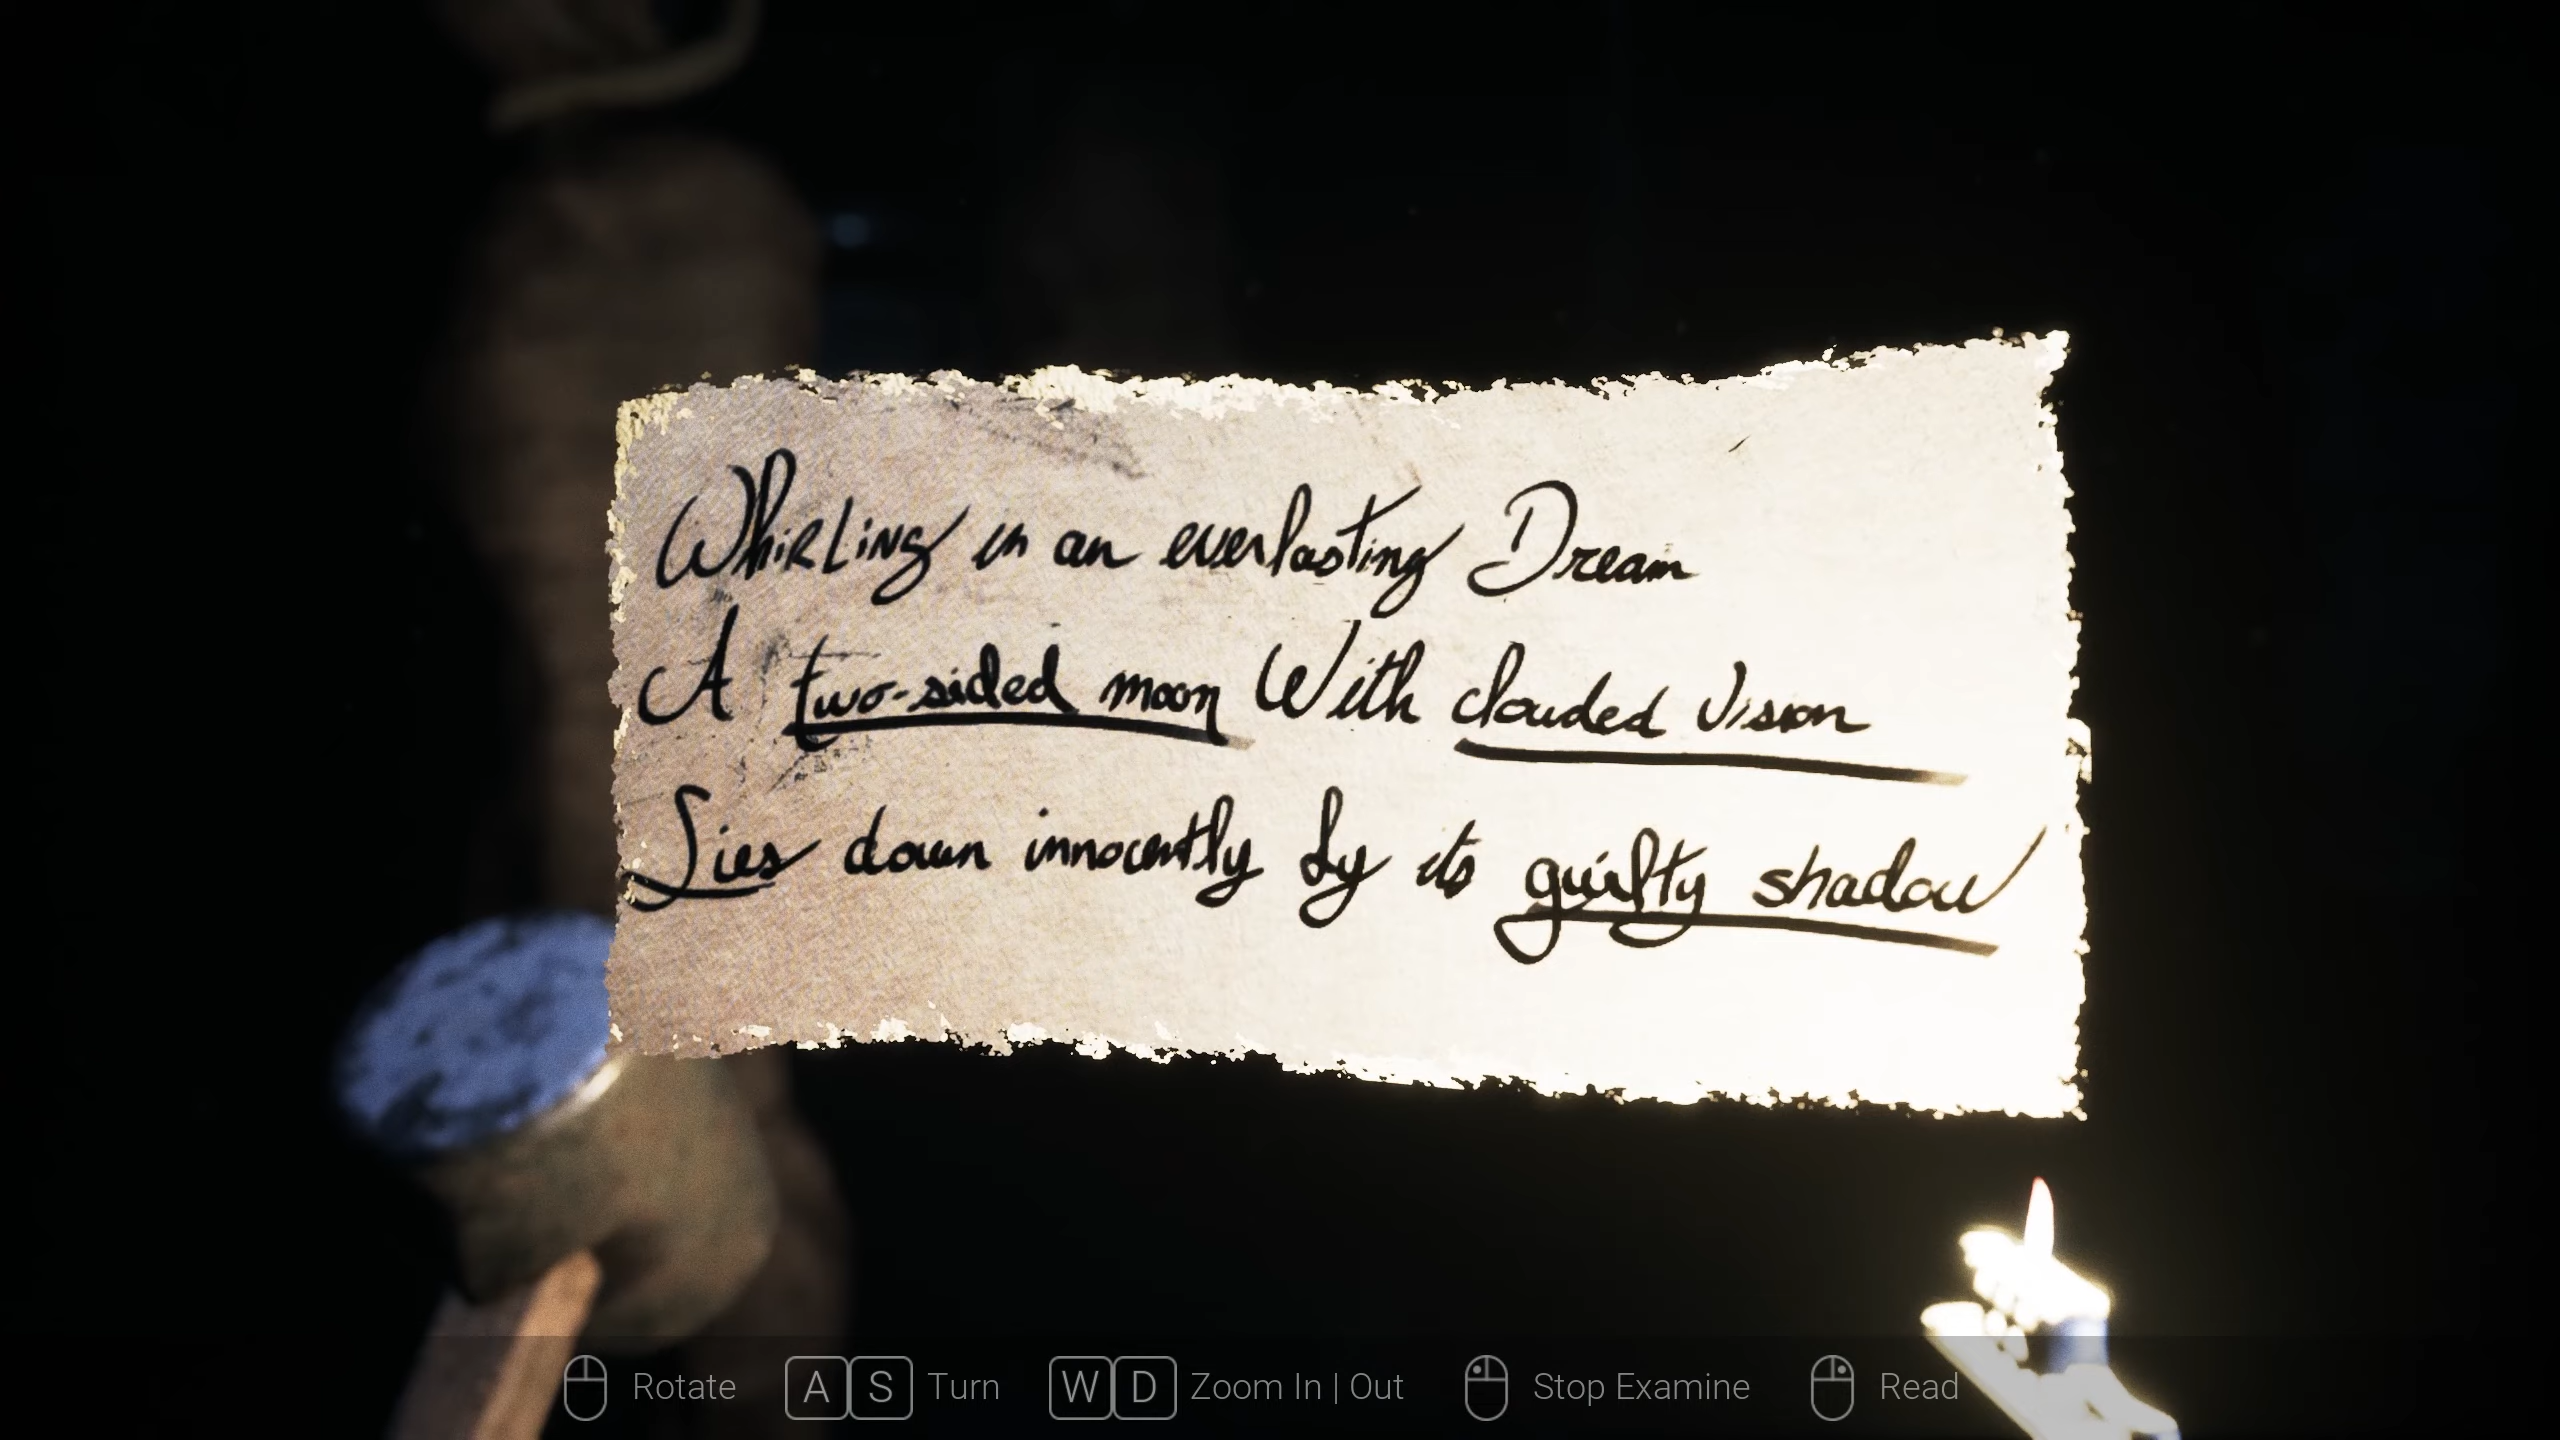 WhirLing in an everlasting Dream
A two-sided moon With clouded vision
Lies down innocently by its guilty shadow
Rotate A S Turn W D Zoom In | Out Stop Examine Read